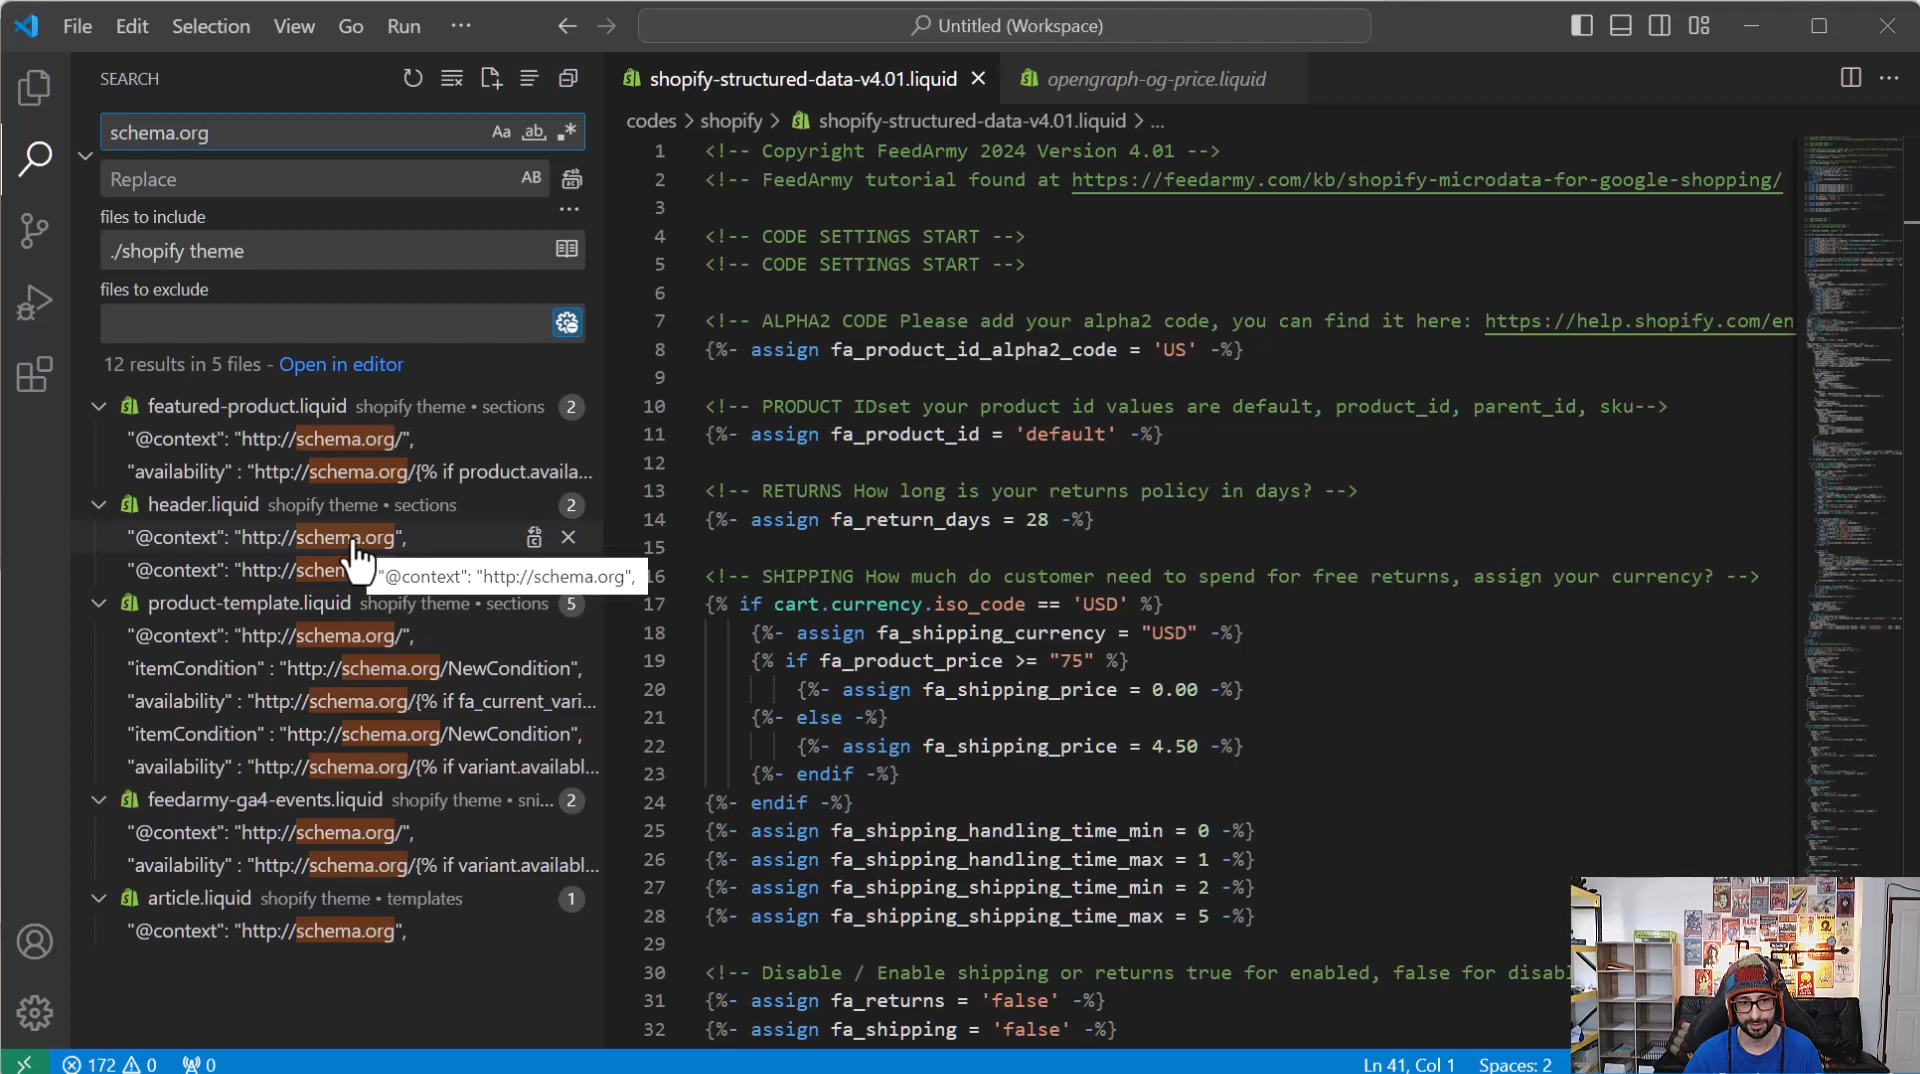 File Edit Selection View Go Run ···
Untitled (Workspace)
SEARCH
schema.org
Aa ab
Replace
AB
files to include
./shopify theme
files to exclude
12 results in 5 files - Open in editor
featured-product.liquid shopify theme • sections 2
"@context": "http://schema.org/",
"availability" : "http://schema.org/{% if product.availa...
header.liquid shopify theme • sections 2
"@context": "http://schema.org",
"@context": "http://schem
"@context": "http://schema.org",
product-template.liquid shopify theme • sections 5
"@context": "http://schema.org/",
"itemCondition" : "http://schema.org/NewCondition",
"availability" : "http://schema.org/{% if fa_current_vari...
"itemCondition" : "http://schema.org/NewCondition",
"availability" : "http://schema.org/{% if variant.availabl...
feedarmy-ga4-events.liquid shopify theme • sni... 2
"@context": "http://schema.org/",
"availability" : "http://schema.org/{% if variant.availabl...
article.liquid shopify theme • templates 1
"@context": "http://schema.org",
shopify-structured-data-v4.01.liquid
opengraph-og-price.liquid
codes > shopify > shopify-structured-data-v4.01.liquid > ...
1 <!-- Copyright FeedArmy 2024 Version 4.01 -->
2 <!-- FeedArmy tutorial found at https://feedarmy.com/kb/shopify-microdata-for-google-shopping/
3
4 <!-- CODE SETTINGS START -->
5 <!-- CODE SETTINGS START -->
6
7 <!-- ALPHA2 CODE Please add your alpha2 code, you can find it here: https://help.shopify.com/en
8 {%- assign fa_product_id_alpha2_code = 'US' -%}
9
10 <!-- PRODUCT IDset your product id values are default, product_id, parent_id, sku-->
11 {%- assign fa_product_id = 'default' -%}
12
13 <!-- RETURNS How long is your returns policy in days? -->
14 {%- assign fa_return_days = 28 -%}
15
16 <!-- SHIPPING How much do customer need to spend for free returns, assign your currency? -->
17 {% if cart.currency.iso_code == 'USD' %}
18 {%- assign fa_shipping_currency = "USD" -%}
19 {% if fa_product_price >= "75" %}
20 {%- assign fa_shipping_price = 0.00 -%}
21 {%- else -%}
22 {%- assign fa_shipping_price = 4.50 -%}
23 {%- endif -%}
24 {%- endif -%}
25 {%- assign fa_shipping_handling_time_min = 0 -%}
26 {%- assign fa_shipping_handling_time_max = 1 -%}
27 {%- assign fa_shipping_shipping_time_min = 2 -%}
28 {%- assign fa_shipping_shipping_time_max = 5 -%}
29
30 <!-- Disable / Enable shipping or returns true for enabled, false for disabl
31 {%- assign fa_returns = 'false' -%}
32 {%- assign fa_shipping = 'false' -%}
172 0 0
Ln 41, Col 1 Spaces: 2